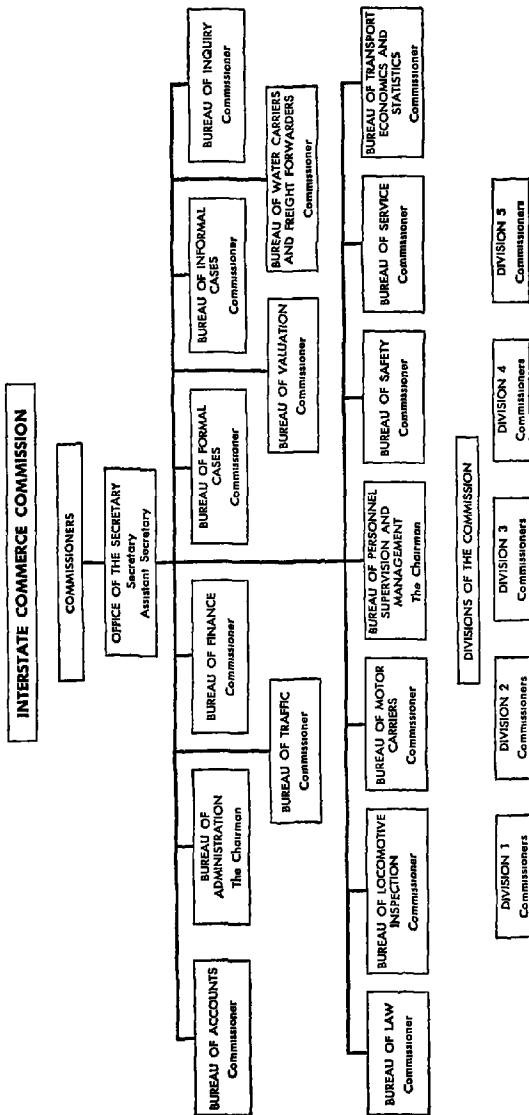 INTERSTATE COMMERCE COMMISSION
COMMISSIONERS
OFFICE OF THE SECRETARY
Secretary
Assistant Secretary
BUREAU OF ACCOUNTS
Commissioner
BUREAU OF
ADMINISTRATION
The Chairman
BUREAU OF FINANCE
Commissioner
BUREAU OF FORMAL
CASES
Commissioner
BUREAU OF INFORMAL
CASES
Commissioner
BUREAU OF INQUIRY
Commissioner
BUREAU OF TRAFFIC
Commissioner
BUREAU OF VALUATION
Commissioner
BUREAU OF WATER CARRIERS
AND FREIGHT FORWARDERS
Commissioner
BUREAU OF LAW
Commissioner
BUREAU OF LOCOMOTIVE
INSPECTION
Commissioner
BUREAU OF MOTOR
CARRIERS
Commissioner
BUREAU OF PERSONNEL
SUPERVISION AND
MANAGEMENT
The Chairman
BUREAU OF SAFETY
Commissioner
BUREAU OF SERVICE
Commissioner
BUREAU OF TRANSPORT
ECONOMICS AND
STATISTICS
Commissioner
DIVISIONS OF THE COMMISSION
DIVISION 1
Commissioners
DIVISION 2
Commissioners
DIVISION 3
Commissioners
DIVISION 4
Commissioners
DIVISION 5
Commissioners